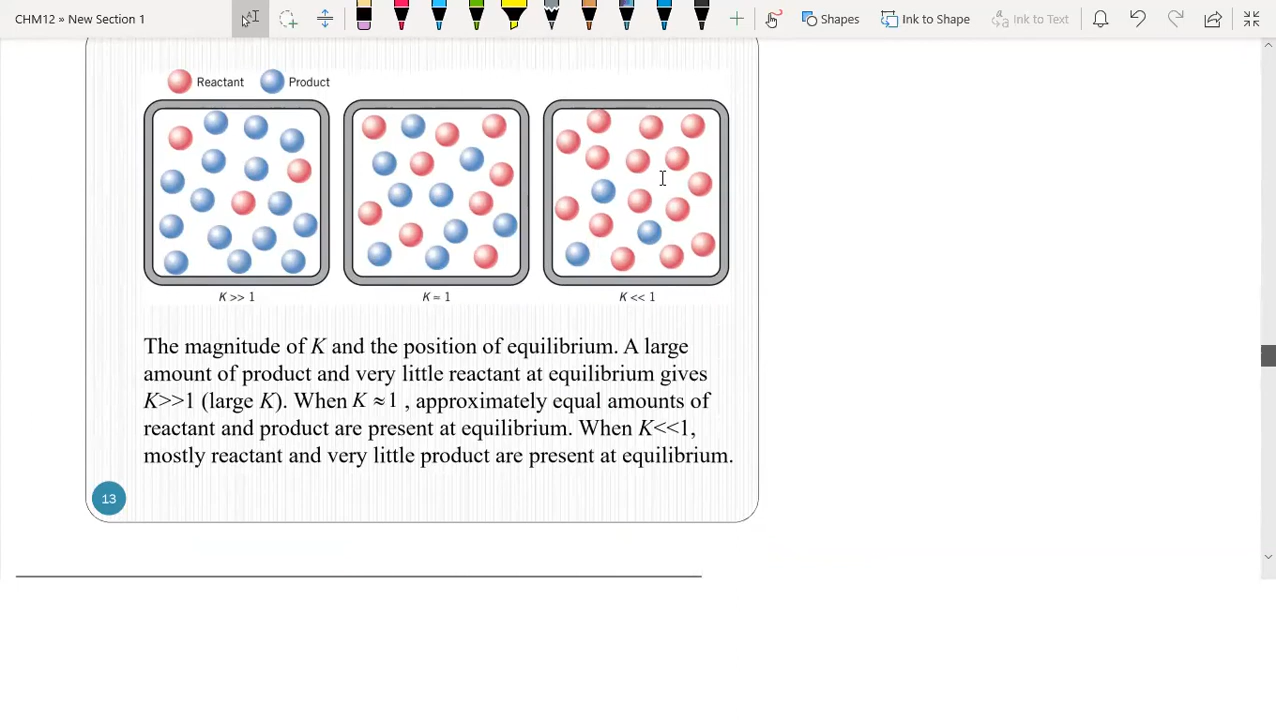 CHM12 » New Section 1
Shapes
Ink to Shape
Ink to Text
Reactant
Product
K >> 1
K ≈ 1
K << 1
The magnitude of K and the position of equilibrium. A large
amount of product and very little reactant at equilibrium gives
K>>1 (large K). When K ≈ 1 , approximately equal amounts of
reactant and product are present at equilibrium. When K<<1,
mostly reactant and very little product are present at equilibrium.
13